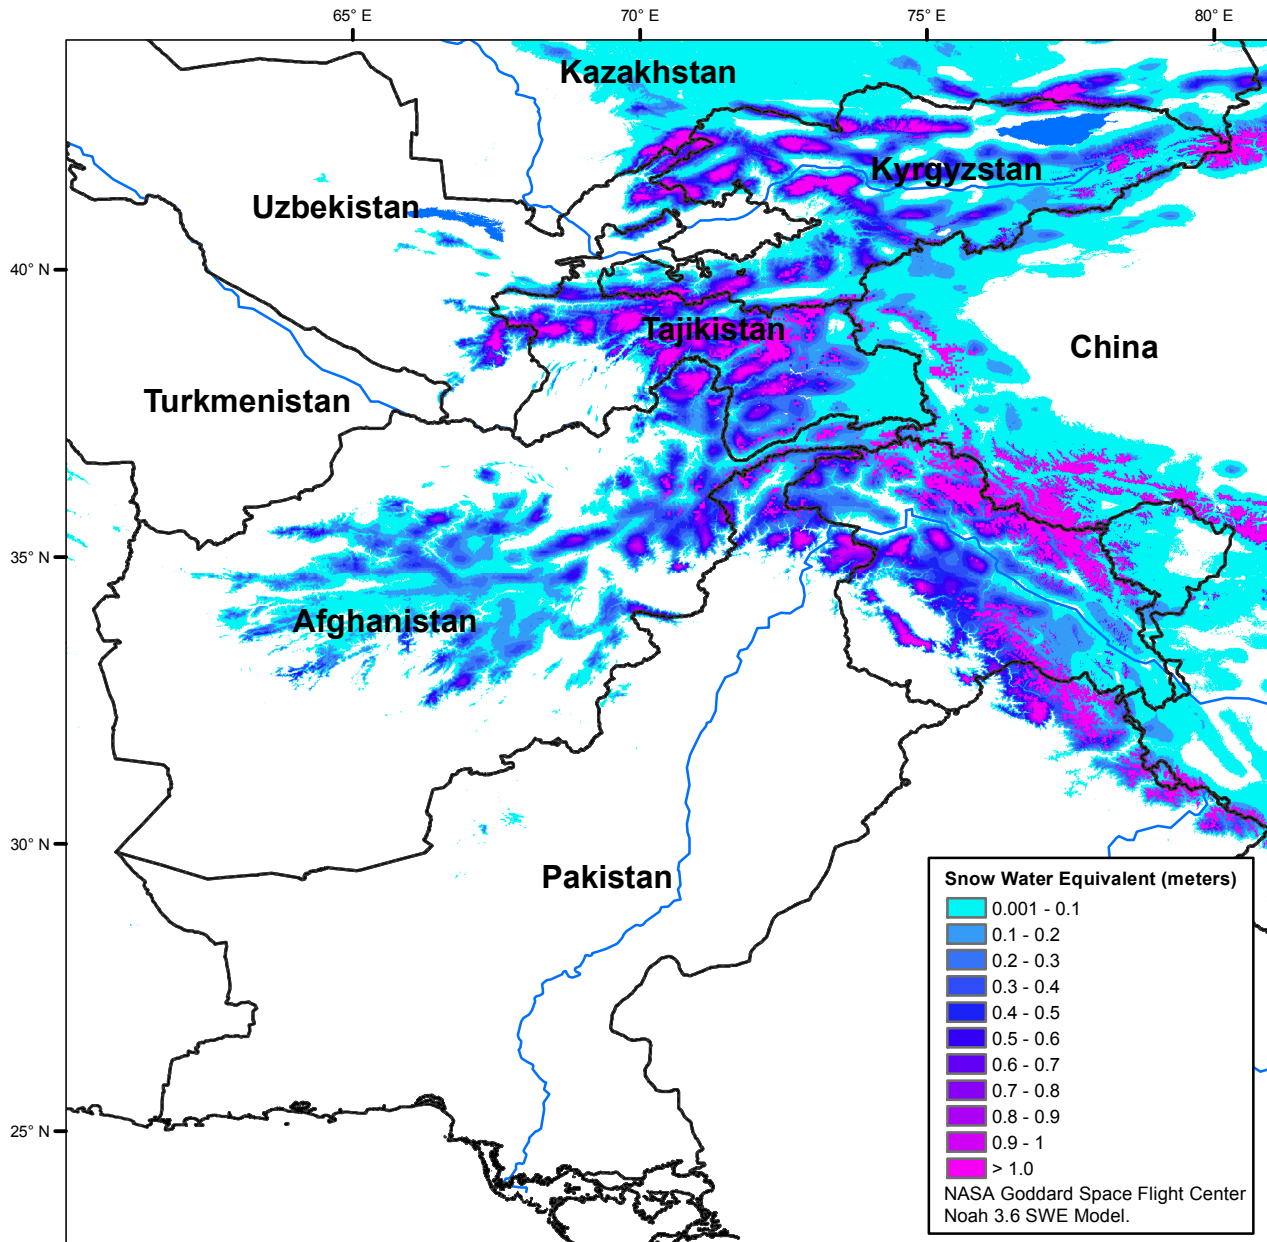 65° E 70° E 75° E 80° E
Kazakhstan
Kyrgyzstan
Uzbekistan
40° N
Tajikistan
China
Turkmenistan
35° N
Afghanistan
30° N
Pakistan
25° N
Snow Water Equivalent (meters)
0.001 - 0.1
0.1 - 0.2
0.2 - 0.3
0.3 - 0.4
0.4 - 0.5
0.5 - 0.6
0.6 - 0.7
0.7 - 0.8
0.8 - 0.9
0.9 - 1
> 1.0
NASA Goddard Space Flight Center
Noah 3.6 SWE Model.